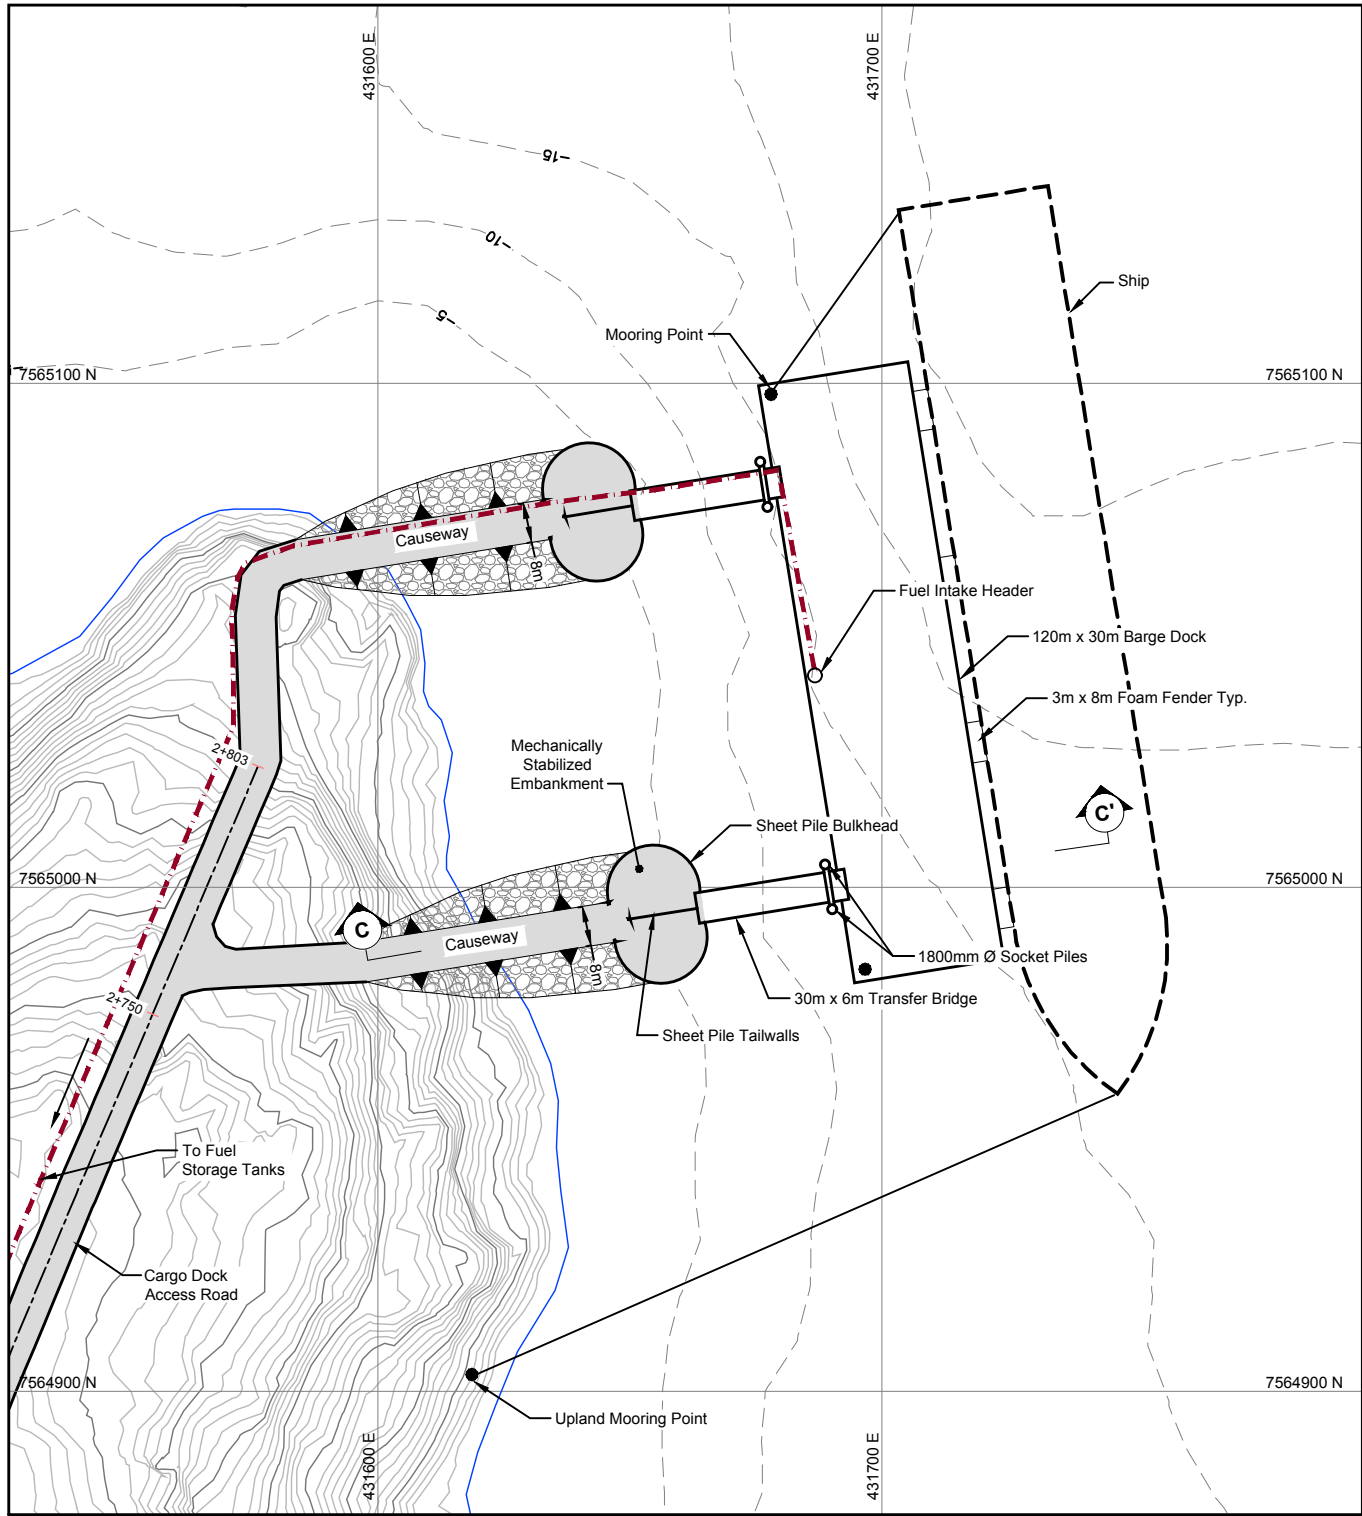 431600 E
431700 E
-15
-10
-5
Ship
Mooring Point
7565100 N
7565100 N
Causeway
8m
Fuel Intake Header
120m x 30m Barge Dock
3m x 8m Foam Fender Typ.
2+803
Mechanically
Stabilized
Embankment
C'
Sheet Pile Bulkhead
7565000 N
7565000 N
C
Causeway
8m
1800mm Ø Socket Piles
30m x 6m Transfer Bridge
2+750
Sheet Pile Tailwalls
To Fuel
Storage Tanks
Cargo Dock
Access Road
7564900 N
7564900 N
Upland Mooring Point
431600 E
431700 E